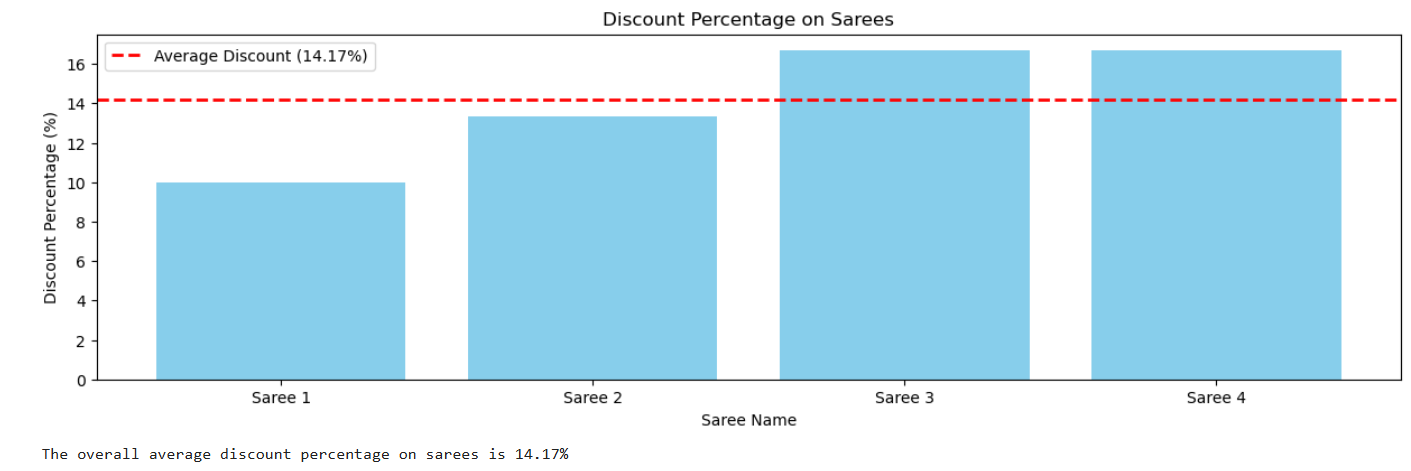 Discount Percentage on Sarees
Average Discount (14.17%)
Discount Percentage (%)
16
14
12
10
8
6
4
2
0
Saree 1 Saree 2 Saree 3 Saree 4
Saree Name
The overall average discount percentage on sarees is 14.17%